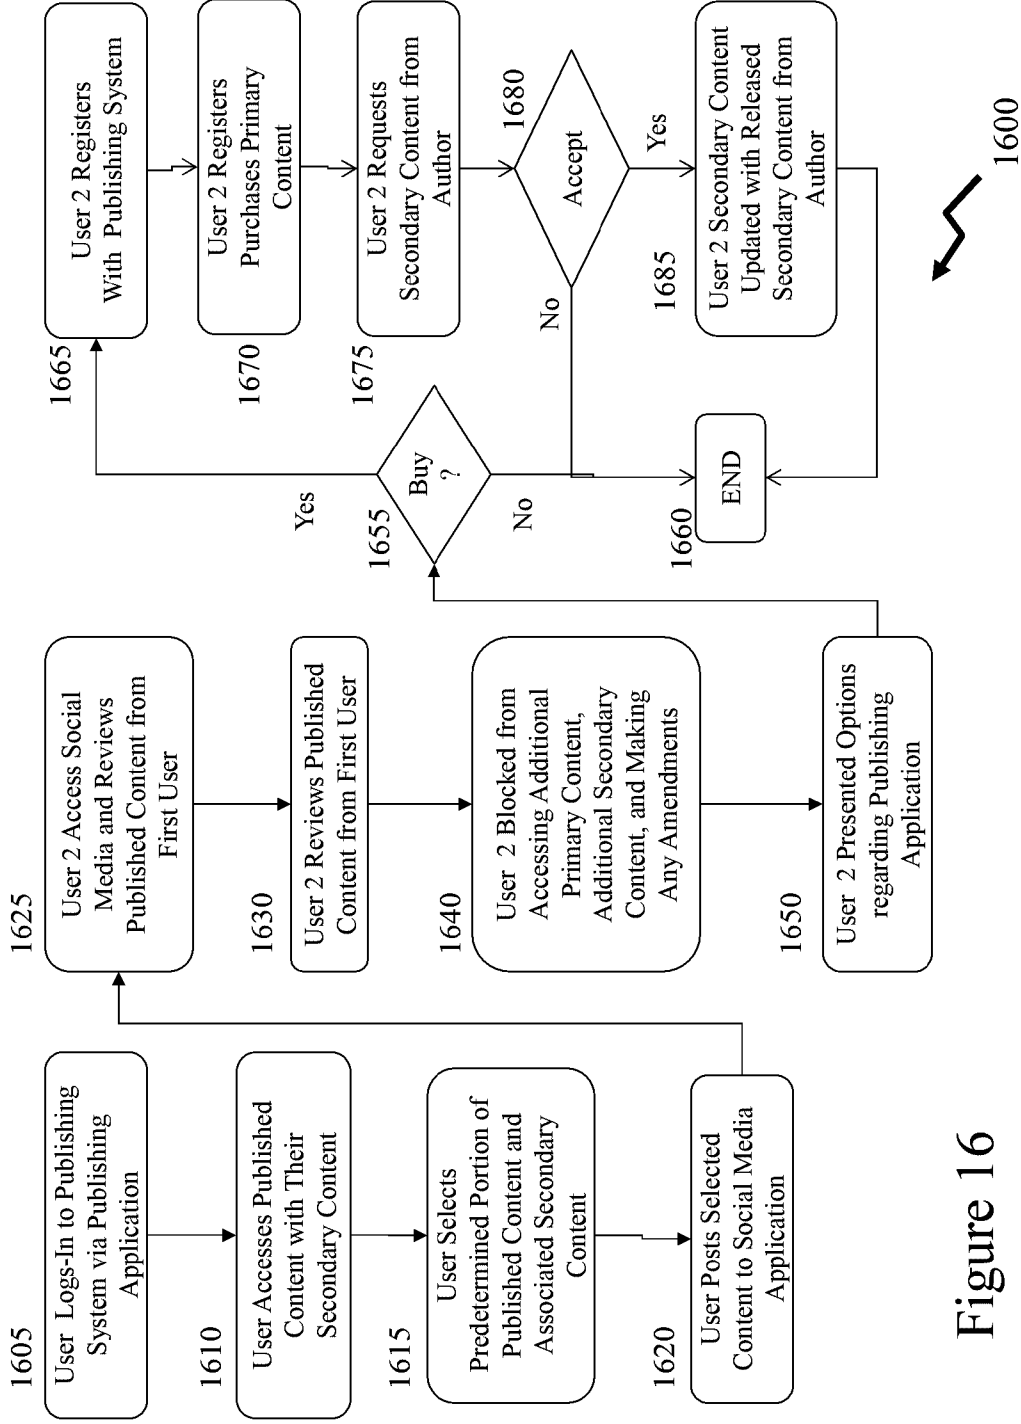 1605
User Logs-In to Publishing
System via Publishing
Application
1610
User Accesses Published
Content with Their
Secondary Content
1615
User Selects
Predetermined Portion of
Published Content and
Associated Secondary
Content
1620
User Posts Selected
Content to Social Media
Application
1625
User 2 Access Social
Media and Reviews
Published Content from
First User
1630
User 2 Reviews Published
Content from First User
1640
User 2 Blocked from
Accessing Additional
Primary Content,
Additional Secondary
Content, and Making
Any Amendments
1650
User 2 Presented Options
regarding Publishing
Application
1655
Buy
?
Yes
No
1660
END
1665
User 2 Registers
With Publishing System
1670
User 2 Registers
Purchases Primary
Content
1675
User 2 Requests
Secondary Content from
Author
1680
Accept
No
Yes
1685
User 2 Secondary Content
Updated with Released
Secondary Content from
Author
1600
Figure 16